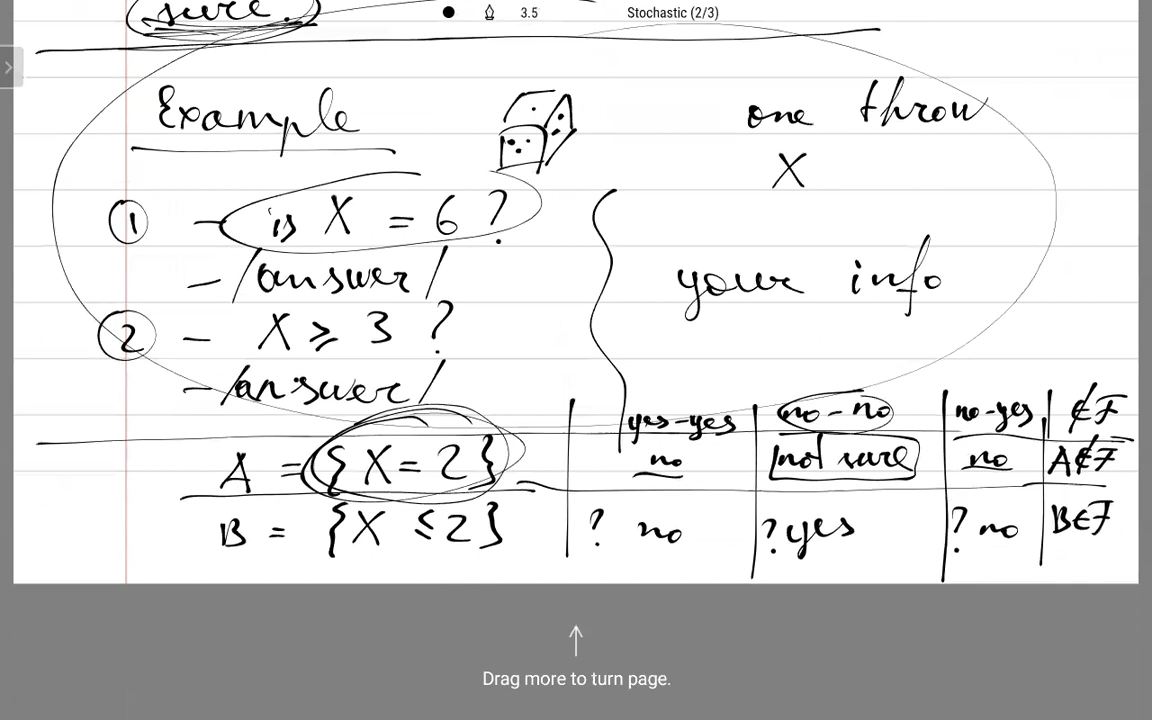 sure.
3.5 Stochastic (2/3)
Example one throw
X
① - is X = 6 ?
- /answer/ your info
② - X ⩾ 3 ?
- /answer/
yes-yes no-no no-yes ∉ F
A = {X = 2} no not sure no A ∉ F
B = {X ≤ 2} ? no ? yes ? no B ∈ F
Drag more to turn page.